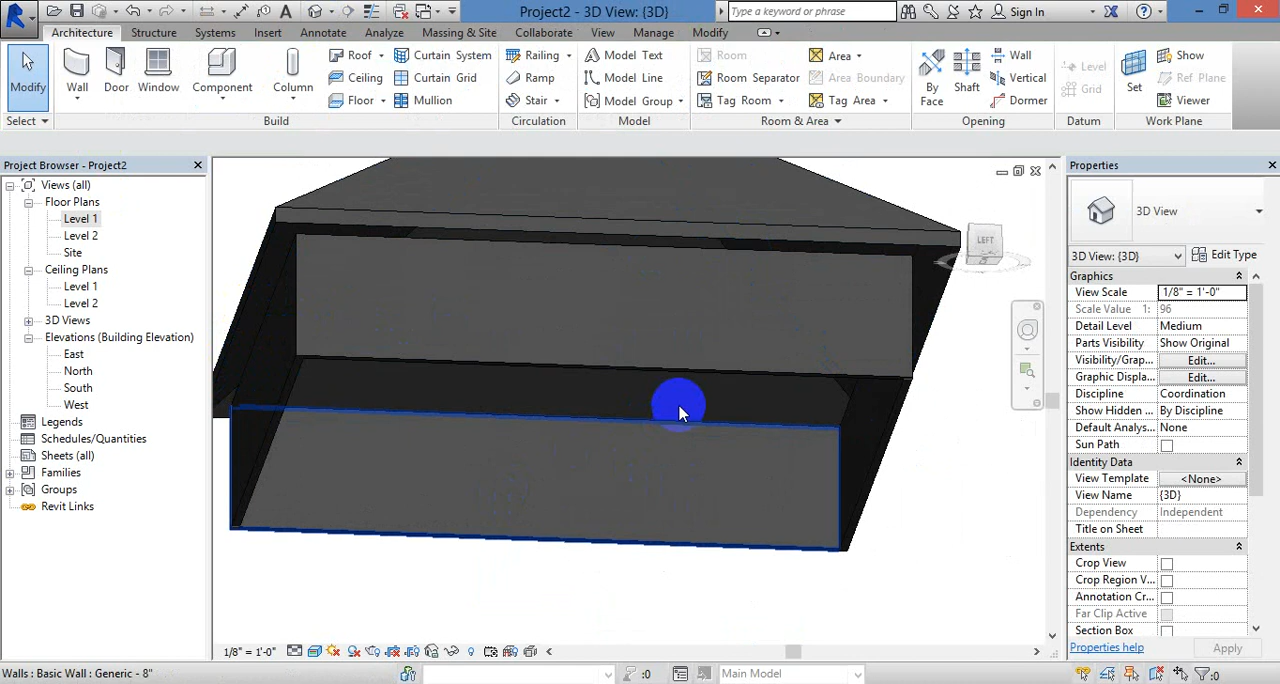 Project2 - 3D View: {3D}
Type a keyword or phrase
Sign In
Architecture Structure Systems Insert Annotate Analyze Massing & Site Collaborate View Manage Modify
Modify
Wall
Door
Window
Component
Column
Roof
Ceiling
Floor
Curtain System
Curtain Grid
Mullion
Railing
Ramp
Stair
Model Text
Model Line
Model Group
Room
Room Separator
Tag Room
Area
Area Boundary
Tag Area
By
Face
Shaft
Wall
Vertical
Dormer
Level
Grid
Set
Show
Ref Plane
Viewer
Select Build Circulation Model Room & Area Opening Datum Work Plane
Project Browser - Project2
Views (all)
Floor Plans
Level 1
Level 2
Site
Ceiling Plans
Level 1
Level 2
3D Views
Elevations (Building Elevation)
East
North
South
West
Legends
Schedules/Quantities
Sheets (all)
Families
Groups
Revit Links
LEFT
Properties
3D View
3D View: {3D} Edit Type
Graphics
View Scale 1/8" = 1'-0"
Scale Value 1: 96
Detail Level Medium
Parts Visibility Show Original
Visibility/Grap... Edit...
Graphic Displa... Edit...
Discipline Coordination
Show Hidden ... By Discipline
Default Analys... None
Sun Path
Identity Data
View Template <None>
View Name {3D}
Dependency Independent
Title on Sheet
Extents
Crop View
Crop Region V...
Annotation Cr...
Far Clip Active
Section Box
Properties help Apply
1/8" = 1'-0"
Walls : Basic Wall : Generic - 8"
:0
Main Model
:0